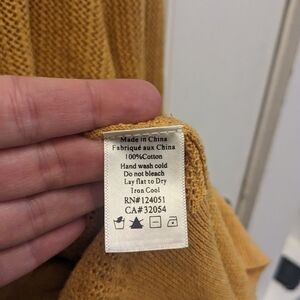 Made in China
Fabriqué aux China
100%Cotton
Hand wash cold
Do not bleach
Lay flat to Dry
Iron Cool
RN#124051
CA#32054